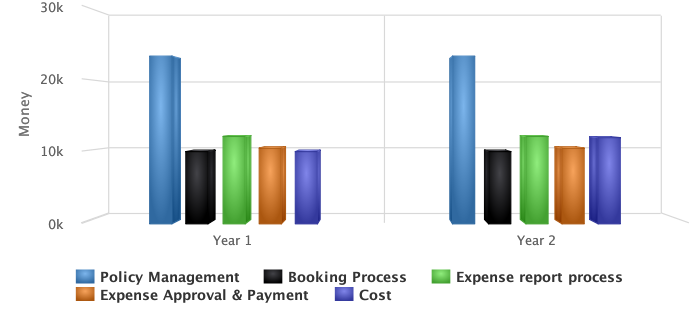 30k
20k
10k
0k
Money
Year 1
Year 2
Policy Management
Booking Process
Expense report process
Expense Approval & Payment
Cost